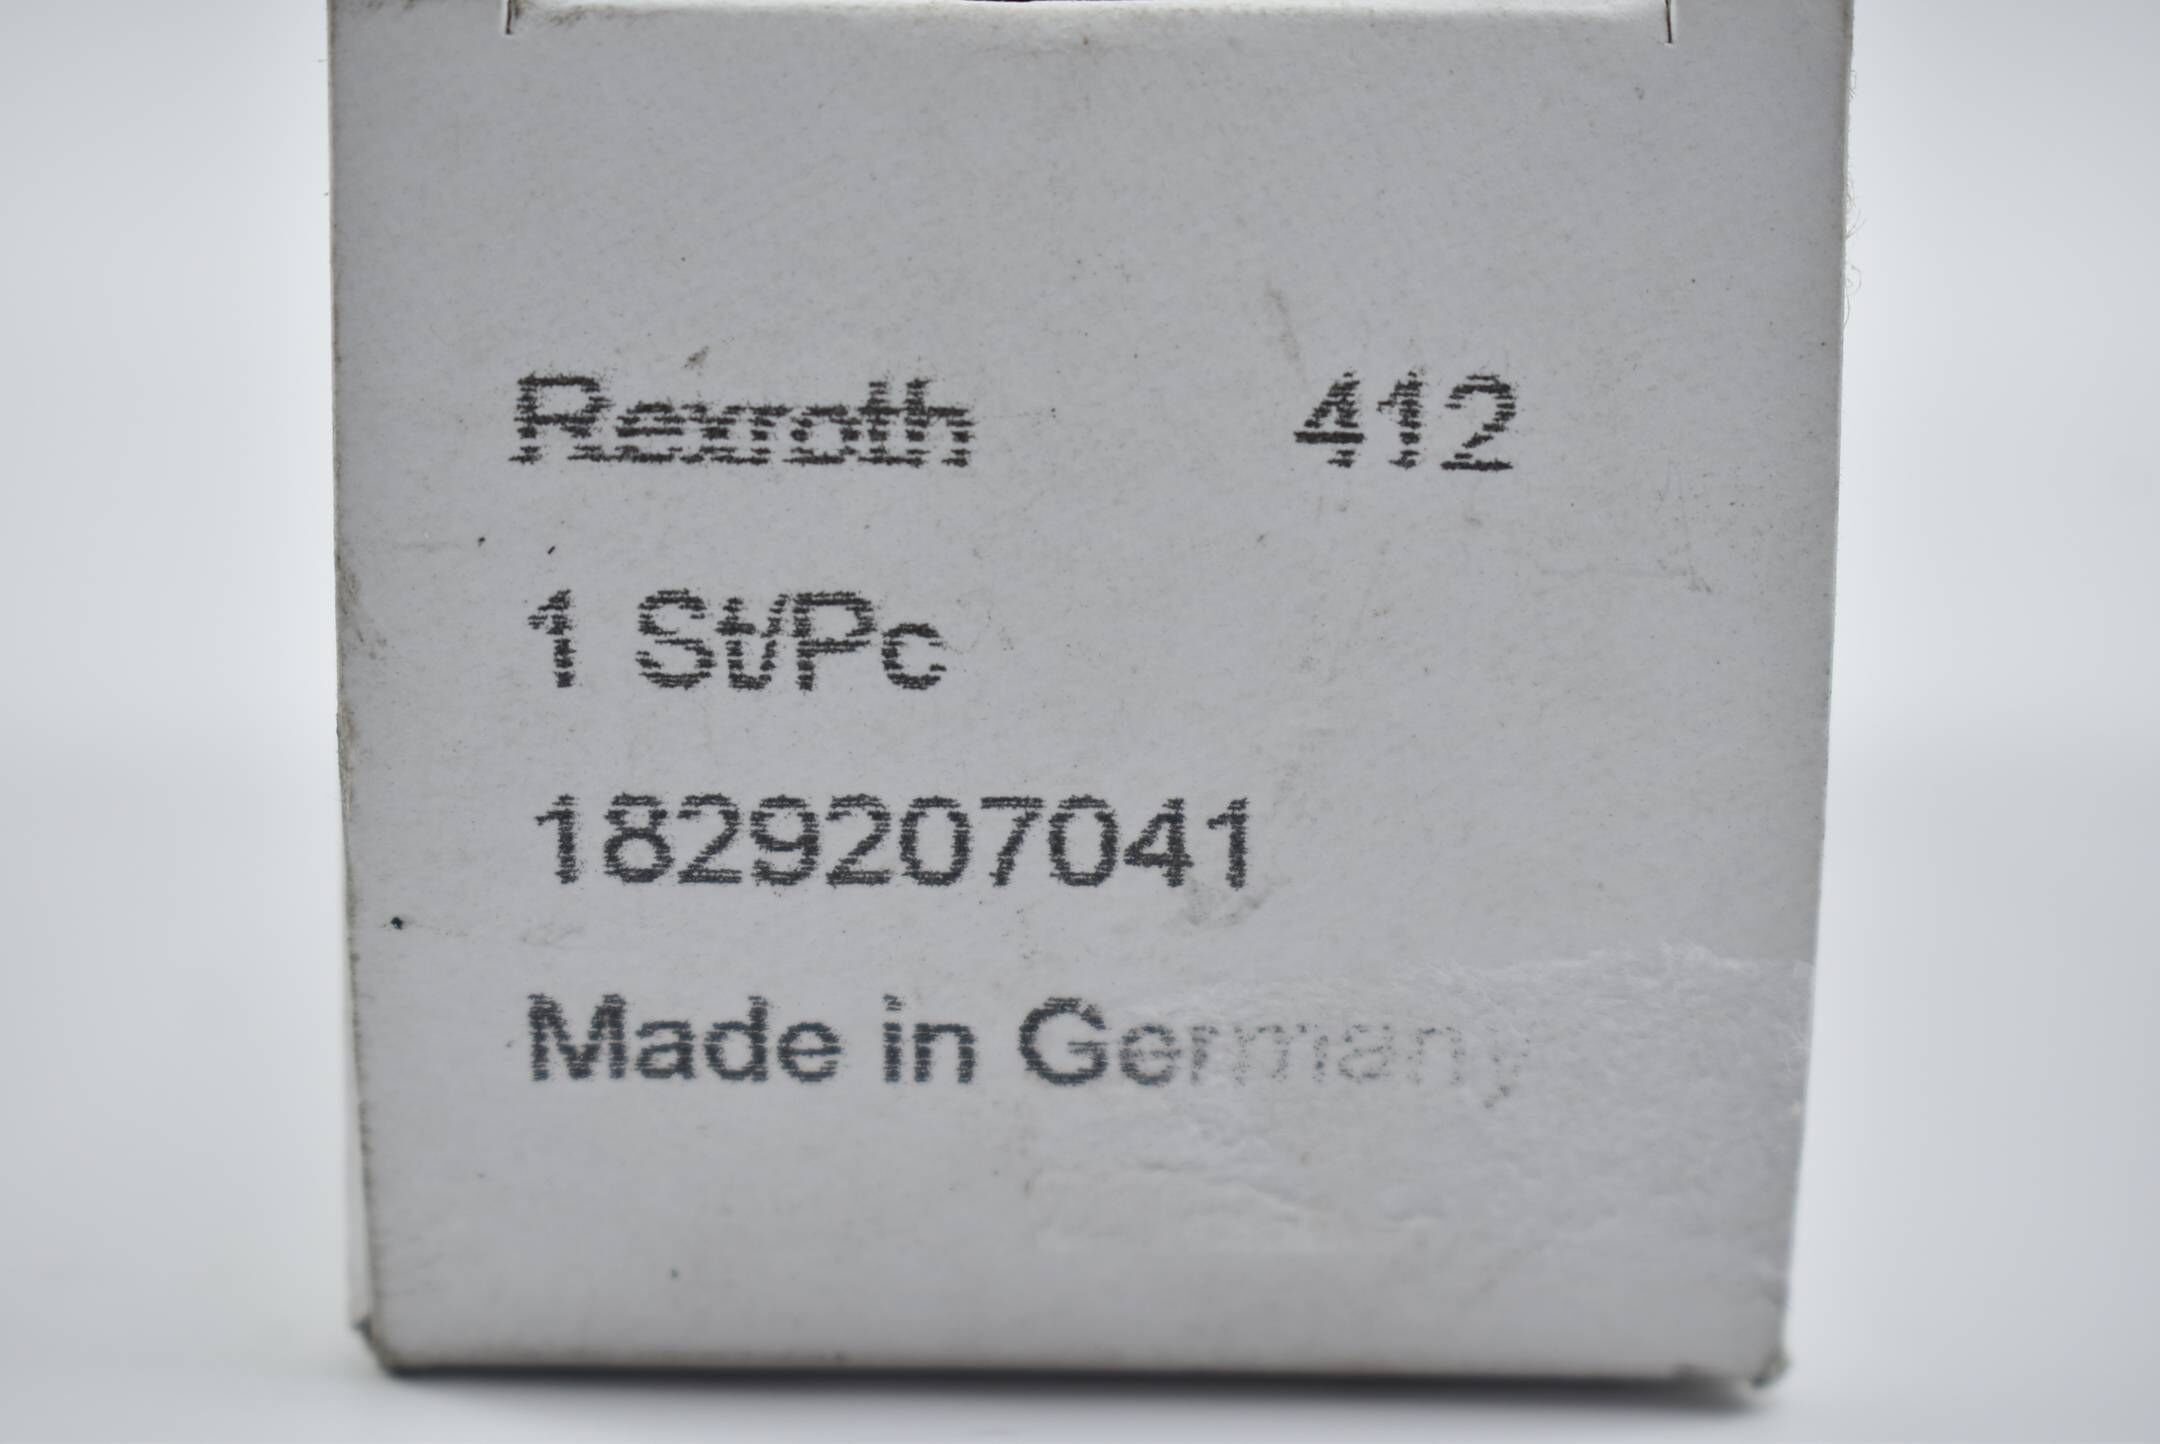 Rexroth 412
1 St/Pc
1829207041
Made in Germany